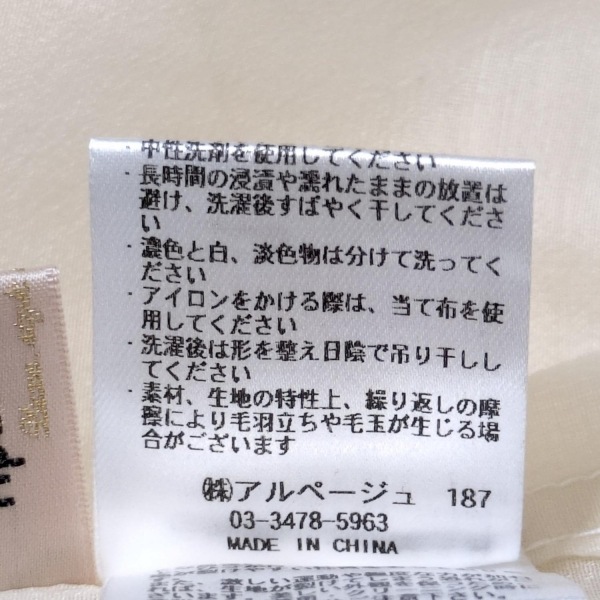 ・中性洗剤を使用してください
・長時間の浸漬や濡れたままの放置は
避け、洗濯後すばやく干してくださ
い
・濃色と白、淡色物は分けて洗ってく
ださい
・アイロンをかける際は、当て布を使
用してください
・洗濯後は形を整え日陰で吊り干しし
てください
・素材、生地の特性上、繰り返しの摩
擦により毛羽立ちや毛玉が生じる場
合がございます
㈱アルページュ 187
03-3478-5963
MADE IN CHINA
また、激しい運動や